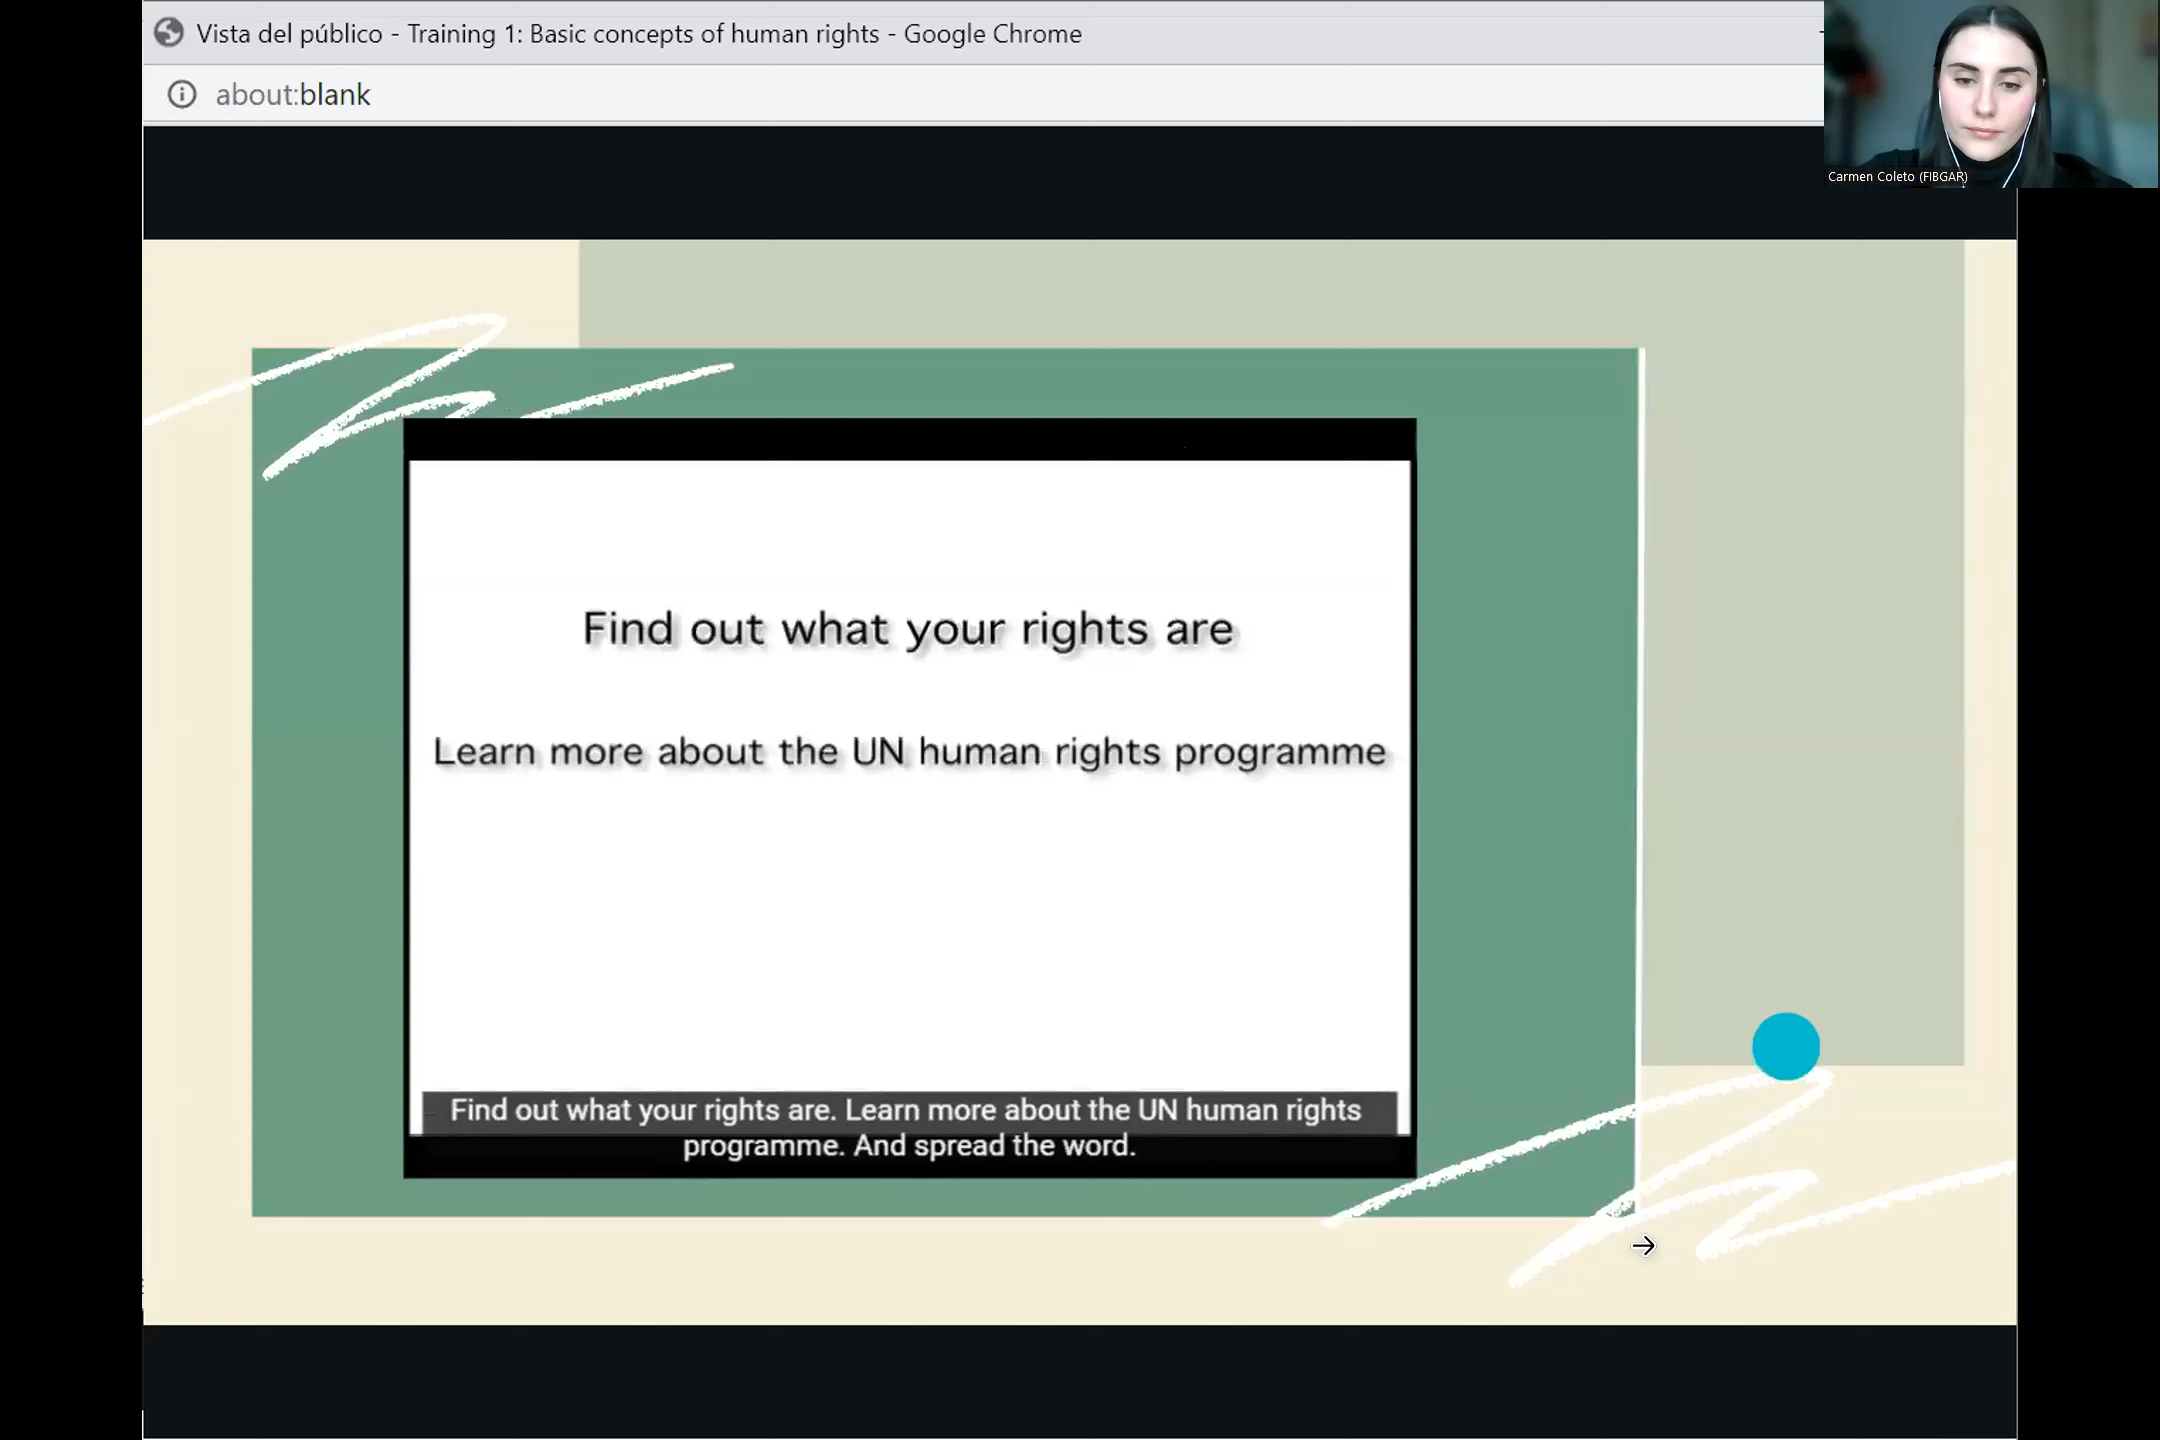 Vista del público - Training 1: Basic concepts of human rights - Google Chrome
about:blank
Carmen Coleto (FIBGAR)
Find out what your rights are
Learn more about the UN human rights programme
Find out what your rights are. Learn more about the UN human rights
programme. And spread the word.